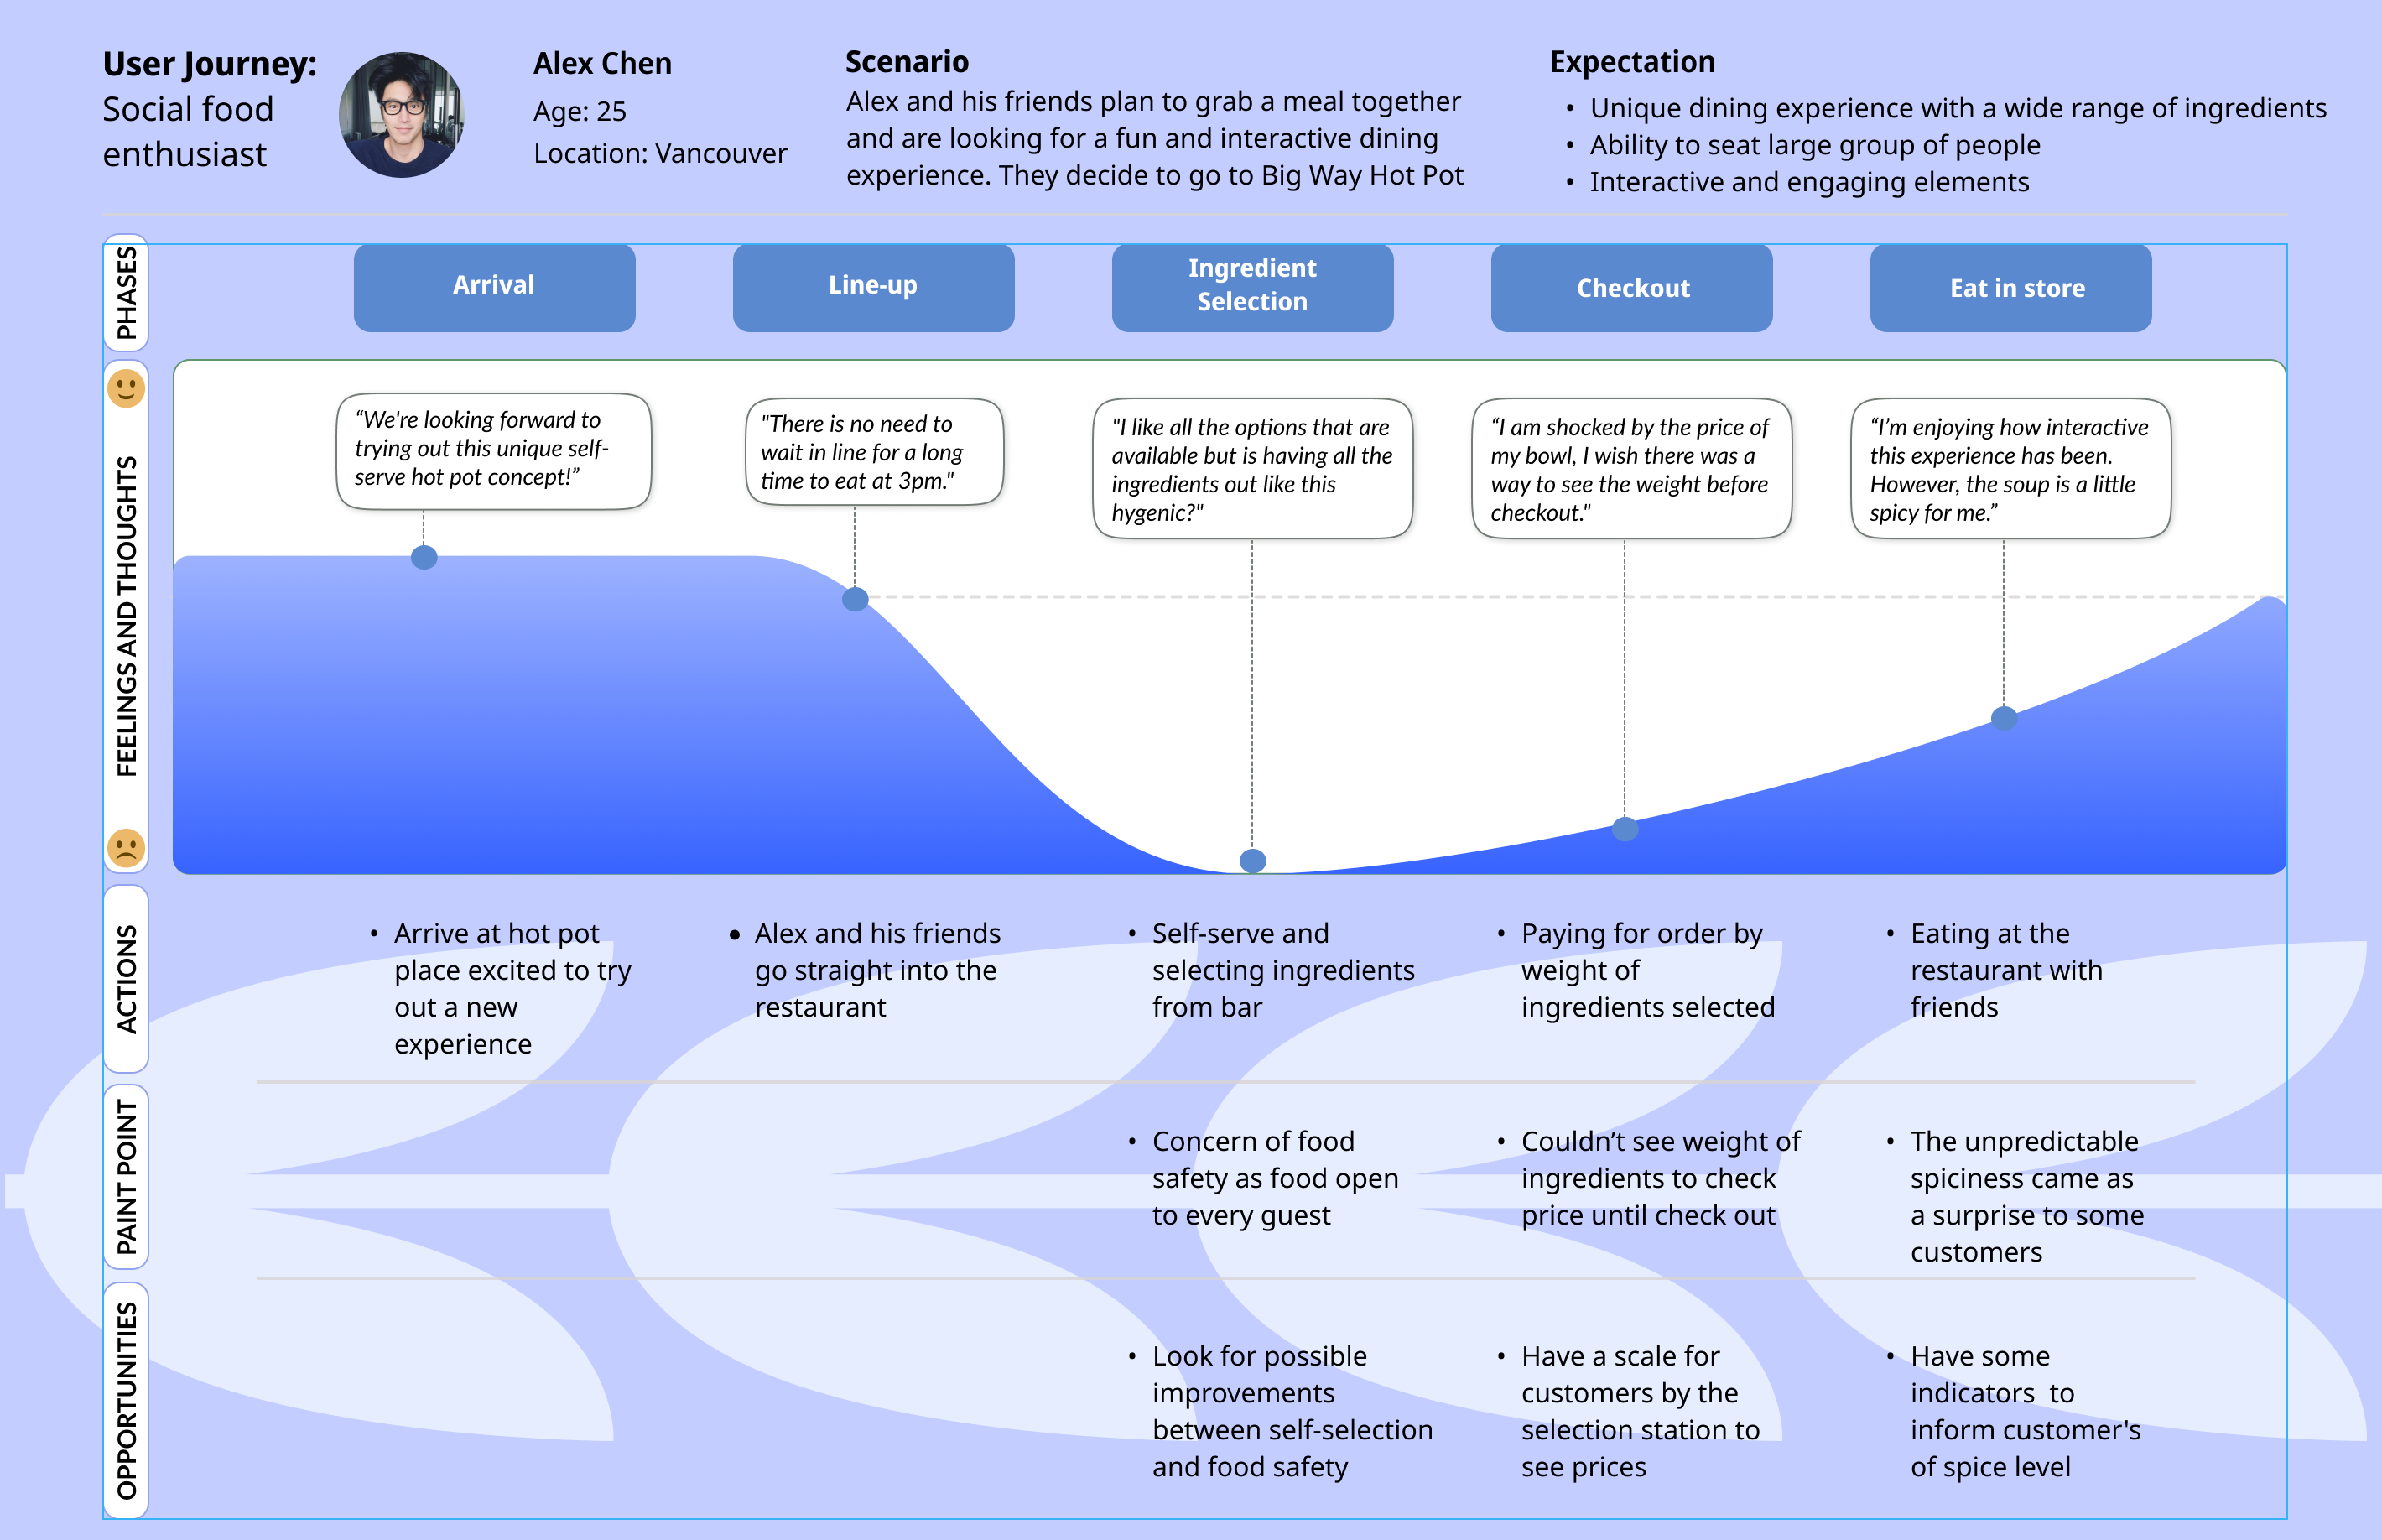 User Journey:
Social food
enthusiast
Alex Chen
Age: 25
Location: Vancouver
Scenario
Alex and his friends plan to grab a meal together
and are looking for a fun and interactive dining
experience. They decide to go to Big Way Hot Pot
Expectation
• Unique dining experience with a wide range of ingredients
• Ability to seat large group of people
• Interactive and engaging elements
PHASES
Arrival
Line-up
Ingredient
Selection
Checkout
Eat in store
FEELINGS AND THOUGHTS
“We're looking forward to
trying out this unique self-
serve hot pot concept!”
"There is no need to
wait in line for a long
time to eat at 3pm."
"I like all the options that are
available but is having all the
ingredients out like this
hygenic?"
“I am shocked by the price of
my bowl, I wish there was a
way to see the weight before
checkout."
“I’m enjoying how interactive
this experience has been.
However, the soup is a little
spicy for me.”
ACTIONS
• Arrive at hot pot
place excited to try
out a new
experience
• Alex and his friends
go straight into the
restaurant
• Self-serve and
selecting ingredients
from bar
• Paying for order by
weight of
ingredients selected
• Eating at the
restaurant with
friends
PAINT POINT
• Concern of food
safety as food open
to every guest
• Couldn’t see weight of
ingredients to check
price until check out
• The unpredictable
spiciness came as
a surprise to some
customers
OPPORTUNITIES
• Look for possible
improvements
between self-selection
and food safety
• Have a scale for
customers by the
selection station to
see prices
• Have some
indicators to
inform customer's
of spice level